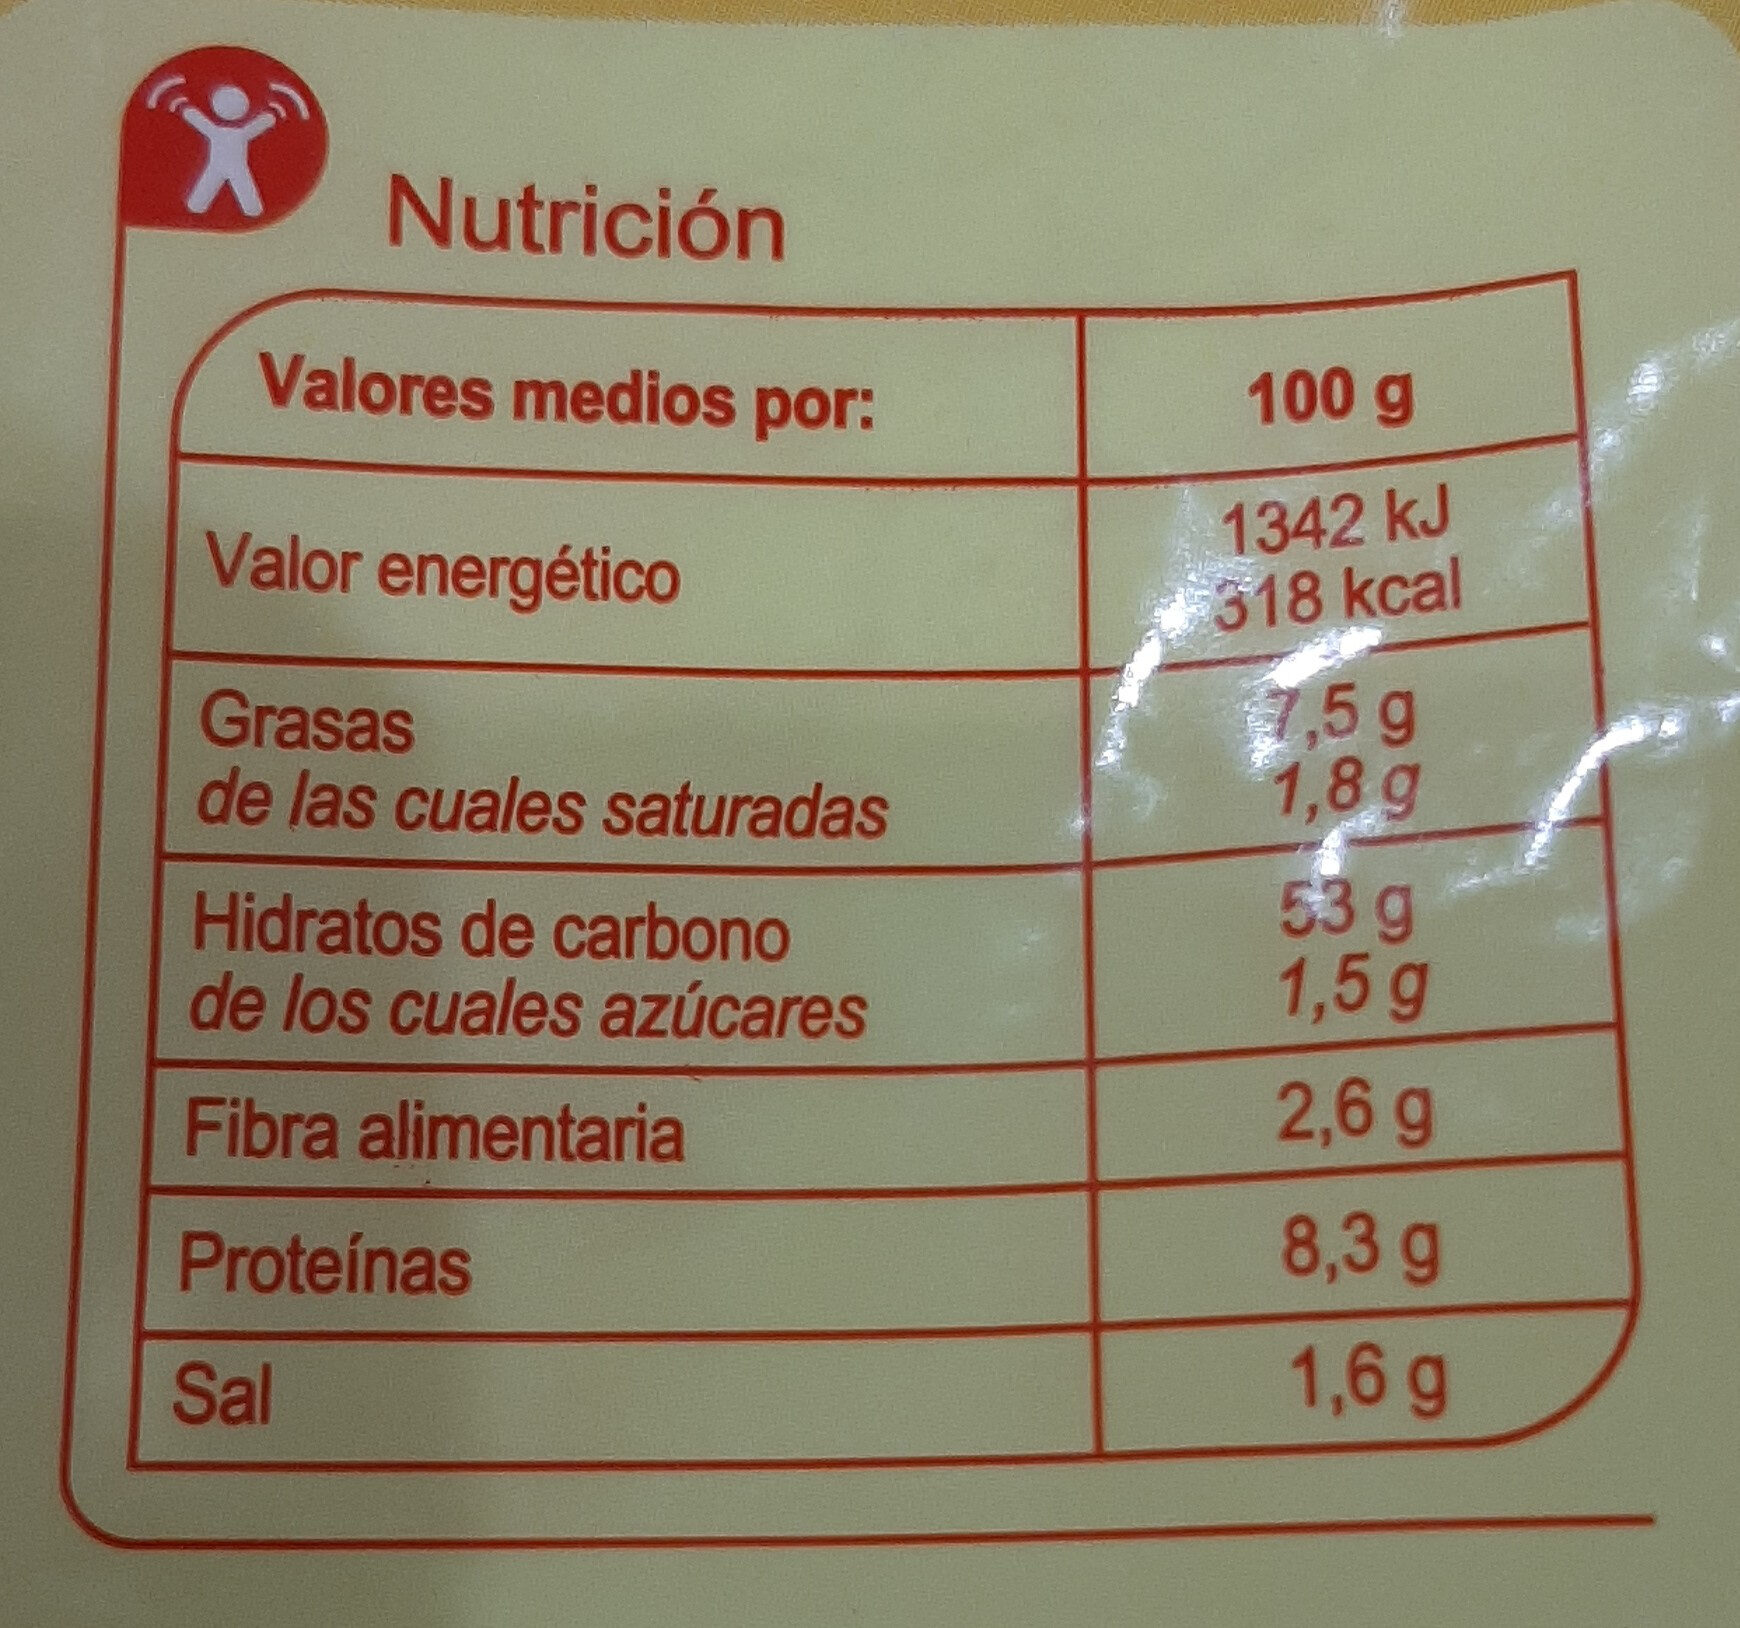 Nutrición
Valores medios por: 100 g
Valor energético 1342 kJ
318 kcal
Grasas 7,5 g
de las cuales saturadas 1,8 g
Hidratos de carbono 53 g
de los cuales azúcares 1,5 g
Fibra alimentaria 2,6 g
Proteínas 8,3 g
Sal 1,6 g